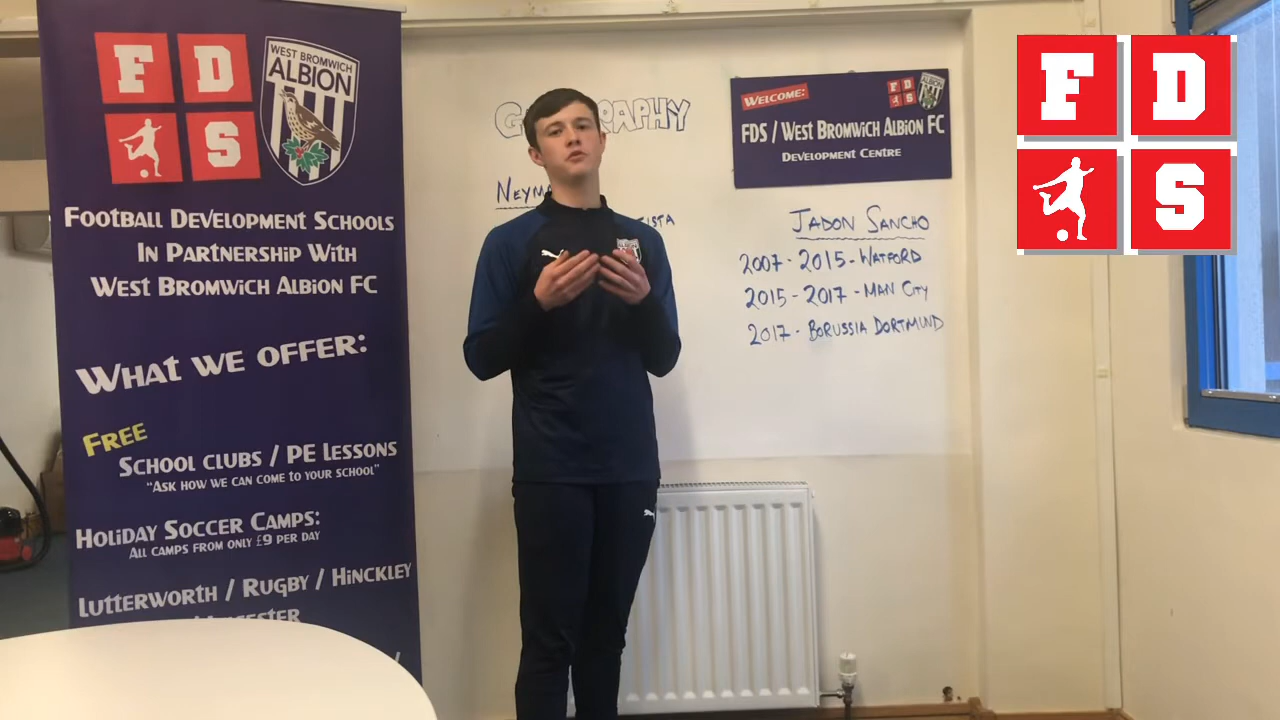 F D
S
WEST BROMWICH
ALBION
FOOTBALL DEVELOPMENT SCHOOLS
IN PARTNERSHIP WITH
WEST BROMWICH ALBION FC
WHAT WE OFFER:
FREE
SCHOOL CLUBS / PE LESSONS
"ASK HOW WE CAN COME TO YOUR SCHOOL"
HOLIDAY SOCCER CAMPS:
ALL CAMPS FROM ONLY £9 PER DAY
LUTTERWORTH / RUGBY / HINCKLEY
WELCOME:
F D
S
FDS / WEST BROMWICH ALBION FC
DEVELOPMENT CENTRE
JADON SANCHO
2007 - 2015 - WATFORD
2015 - 2017 - MAN CITY
2017 - BORUSSIA DORTMUND
F D
S